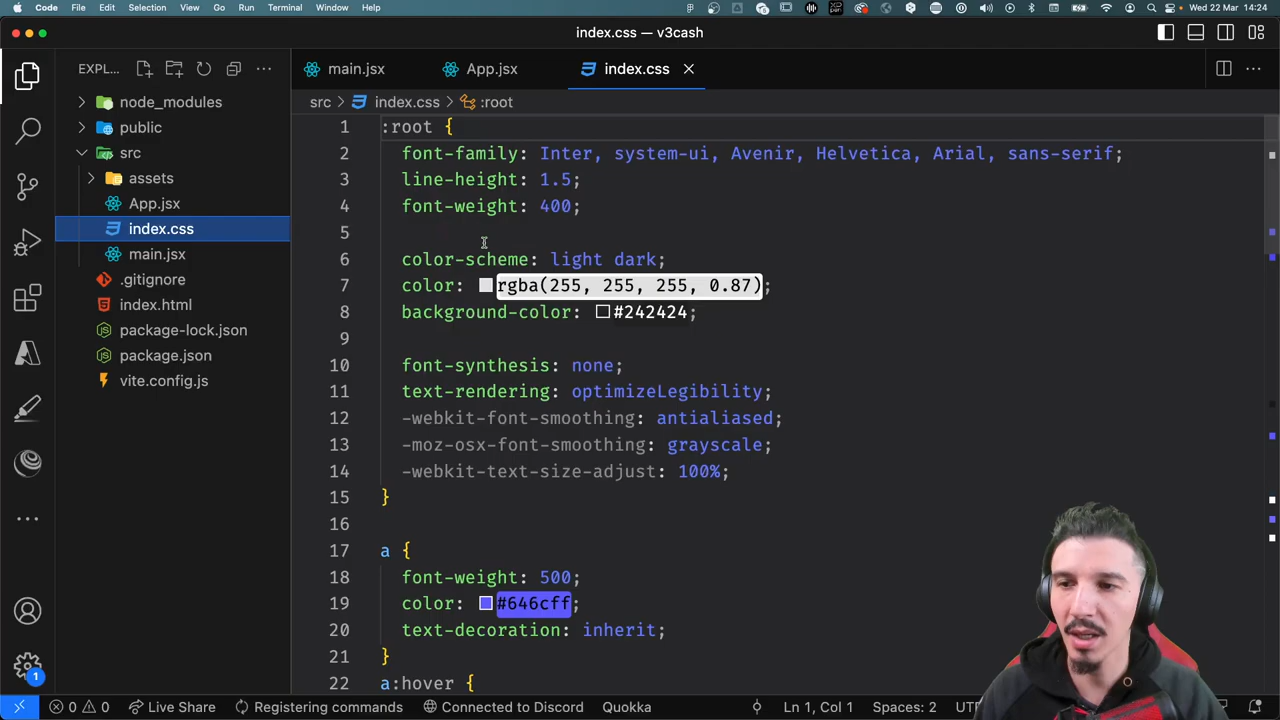 Code File Edit Selection View Go Run Terminal Window Help Wed 22 Mar 14:24
index.css — v3cash
EXPL... main.jsx App.jsx index.css
src index.css :root
node_modules
public
src
assets
App.jsx
index.css
main.jsx
.gitignore
index.html
package-lock.json
package.json
vite.config.js
1 :root {
2 font-family: Inter, system-ui, Avenir, Helvetica, Arial, sans-serif;
3 line-height: 1.5;
4 font-weight: 400;
5
6 color-scheme: light dark;
7 color: rgba(255, 255, 255, 0.87);
8 background-color: #242424;
9
10 font-synthesis: none;
11 text-rendering: optimizeLegibility;
12 -webkit-font-smoothing: antialiased;
13 -moz-osx-font-smoothing: grayscale;
14 -webkit-text-size-adjust: 100%;
15 }
16
17 a {
18 font-weight: 500;
19 color: #646cff;
20 text-decoration: inherit;
21 }
22 a:hover {
1
0 0 Live Share Registering commands Connected to Discord Quokka Ln 1, Col 1 Spaces: 2